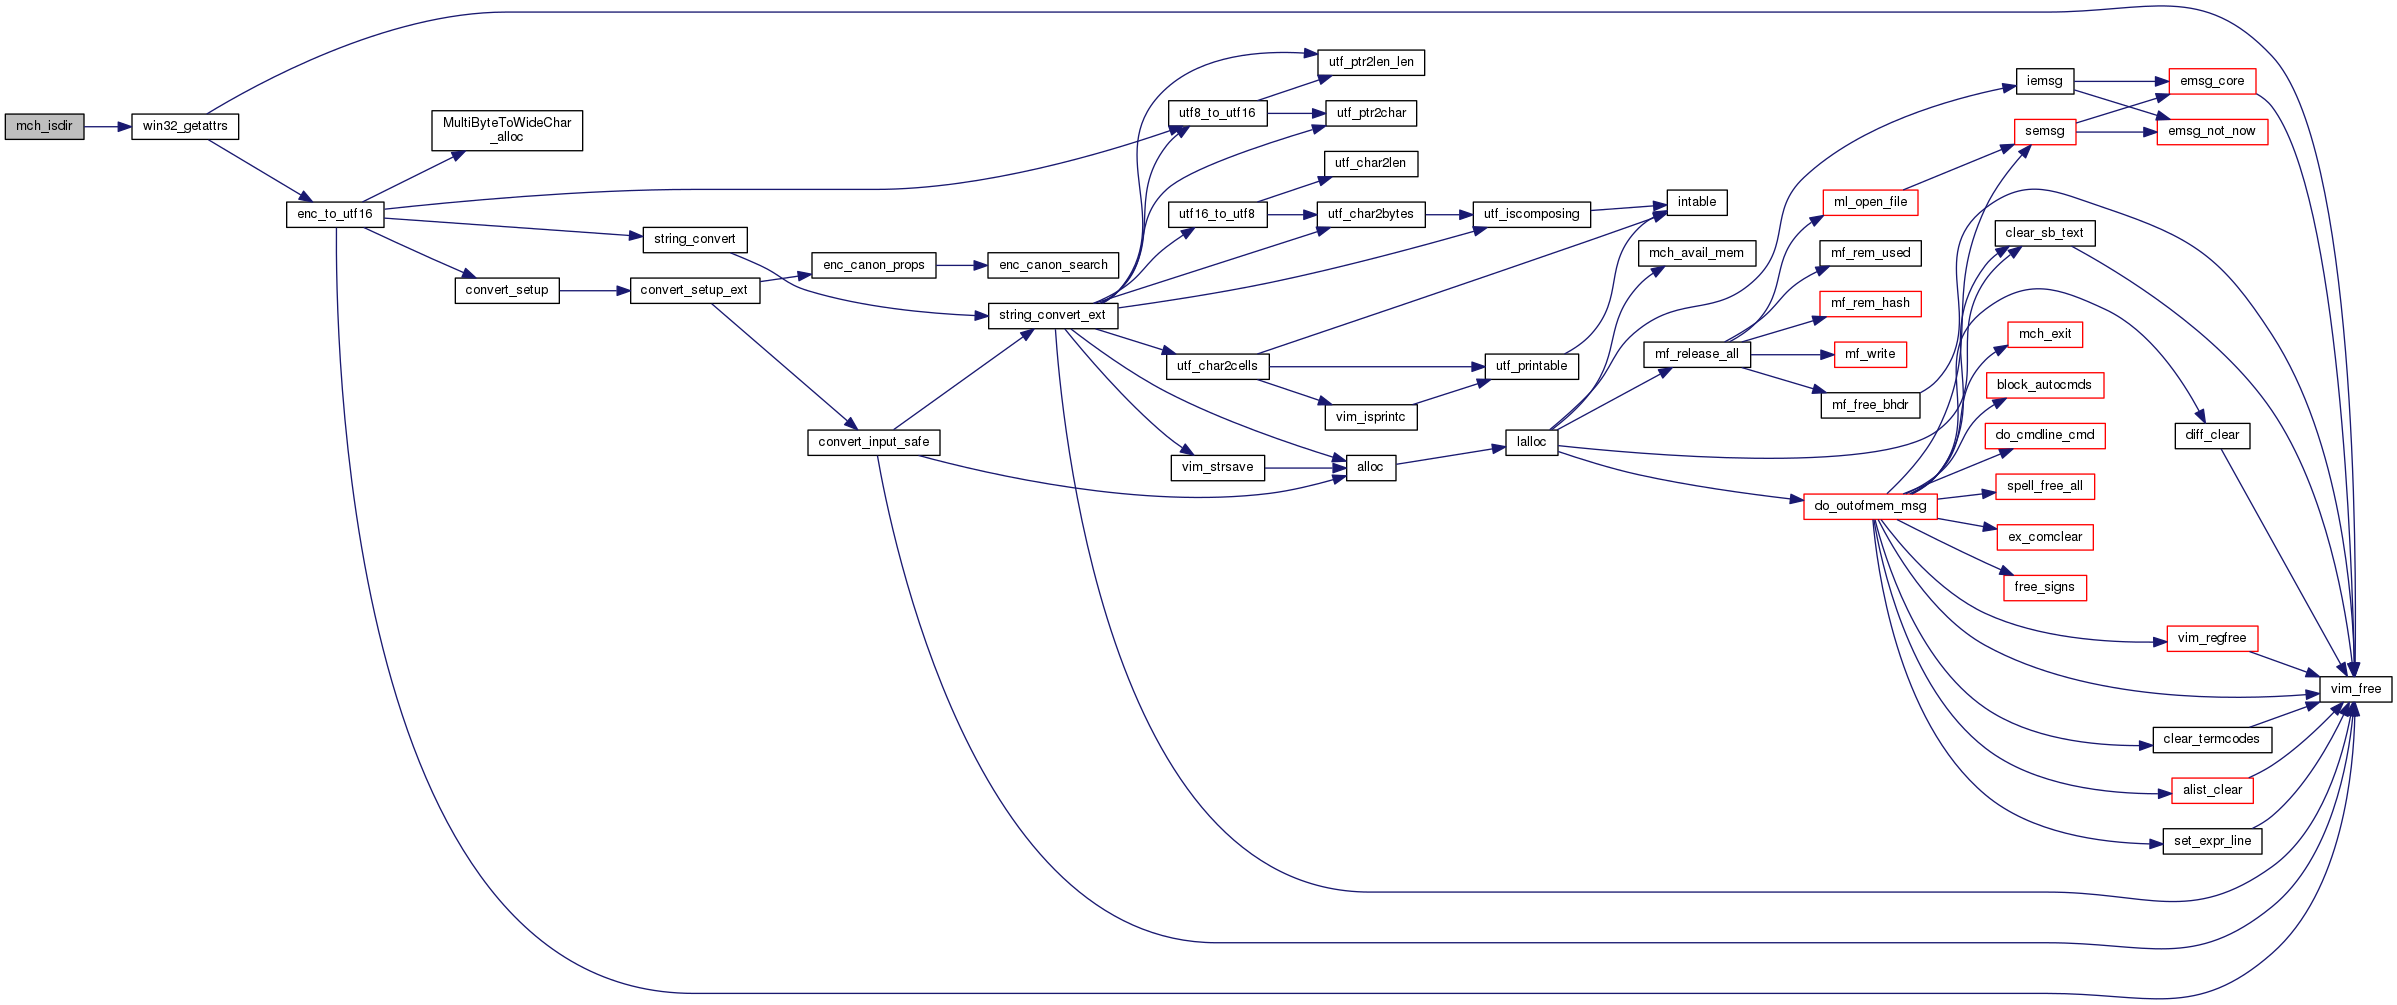 mch_isdir
win32_getattrs
enc_to_utf16
MultiByteToWideChar
_alloc
string_convert
convert_setup
convert_setup_ext
enc_canon_props
convert_input_safe
enc_canon_search
string_convert_ext
utf8_to_utf16
utf16_to_utf8
utf_char2cells
vim_strsave
utf_ptr2len_len
utf_ptr2char
utf_char2len
utf_char2bytes
vim_isprintc
alloc
utf_iscomposing
utf_printable
lalloc
intable
mch_avail_mem
mf_release_all
ml_open_file
mf_rem_used
mf_rem_hash
mf_write
mf_free_bhdr
do_outofmem_msg
iemsg
semsg
clear_sb_text
mch_exit
block_autocmds
do_cmdline_cmd
spell_free_all
ex_comclear
free_signs
emsg_core
emsg_not_now
diff_clear
vim_regfree
clear_termcodes
alist_clear
set_expr_line
vim_free